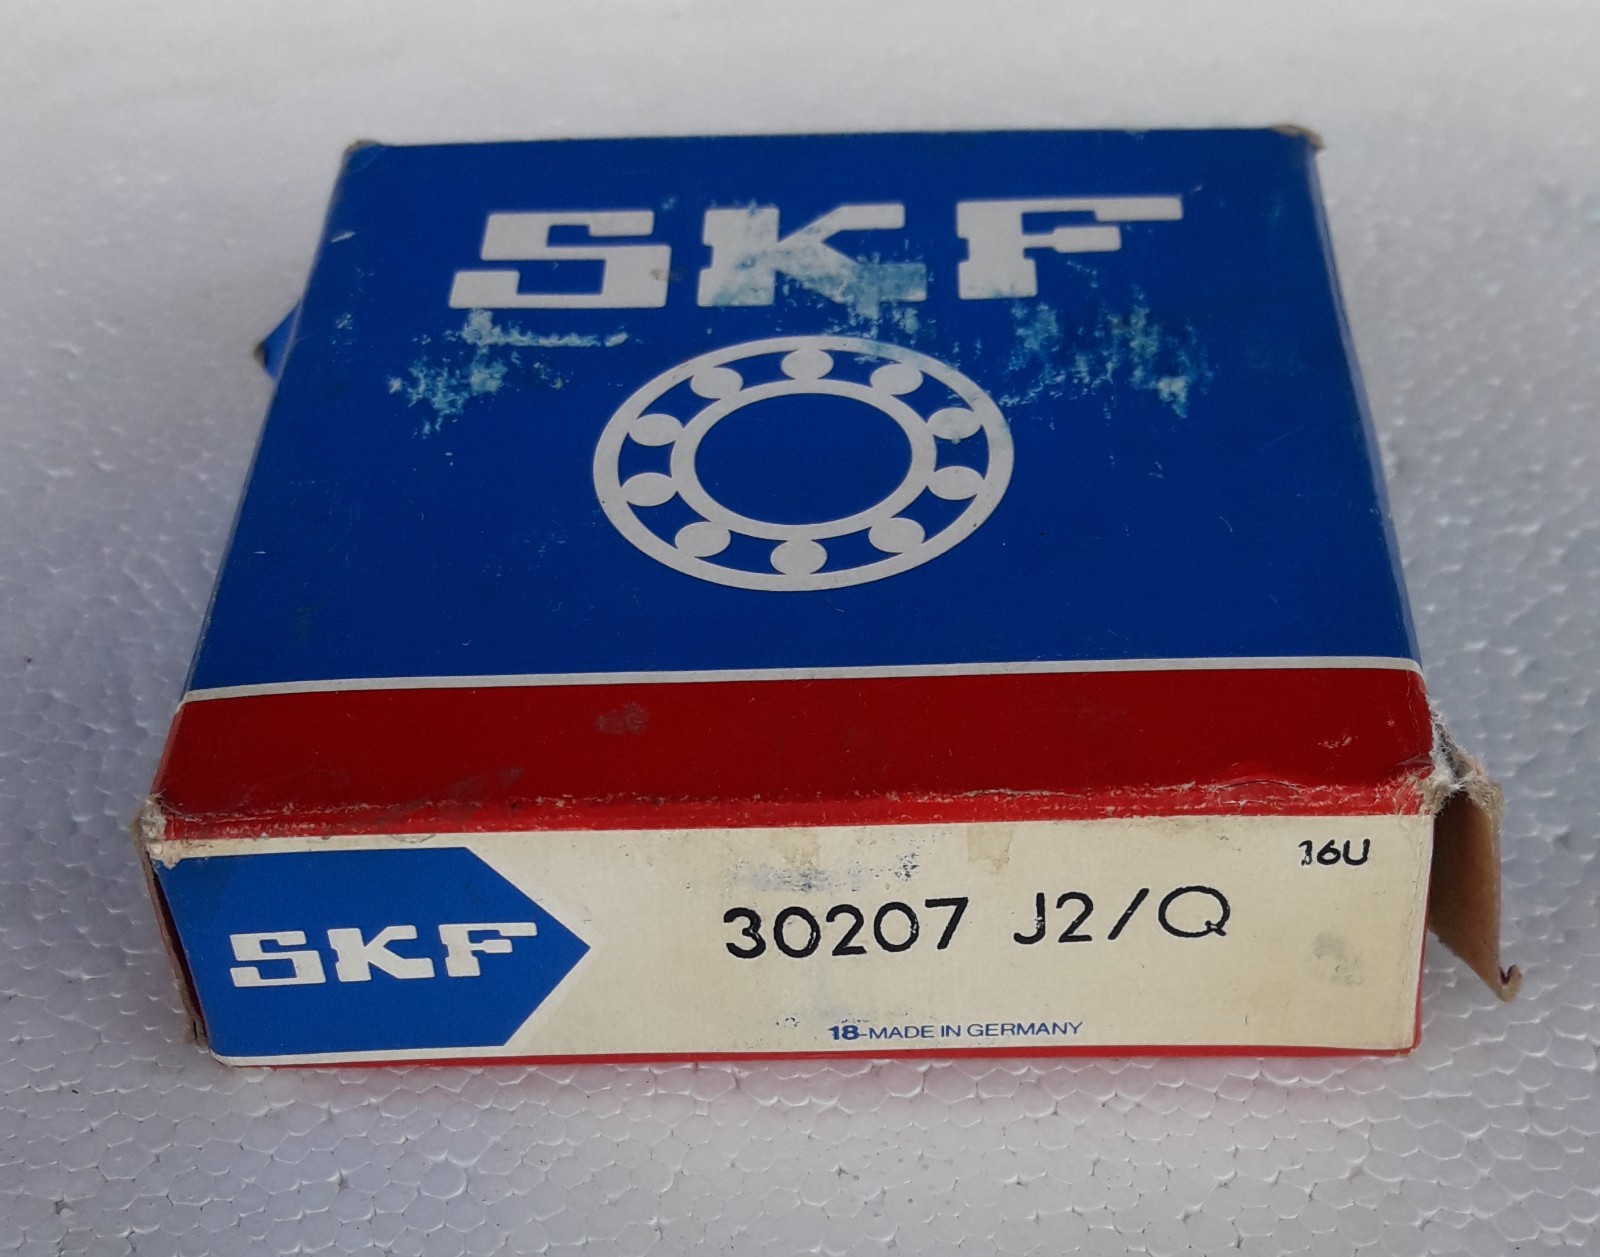 SKF
16U
SKF
30207 J2/Q
18-MADE IN GERMANY